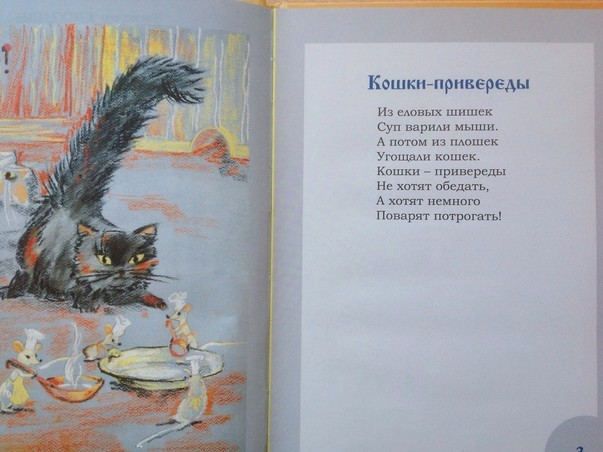 !
Кошки-привереды
Из еловых шишек
Суп варили мыши.
А потом из плошек
Угощали кошек.
Кошки – привереды
Не хотят обедать,
А хотят немного
Поварят потрогать!